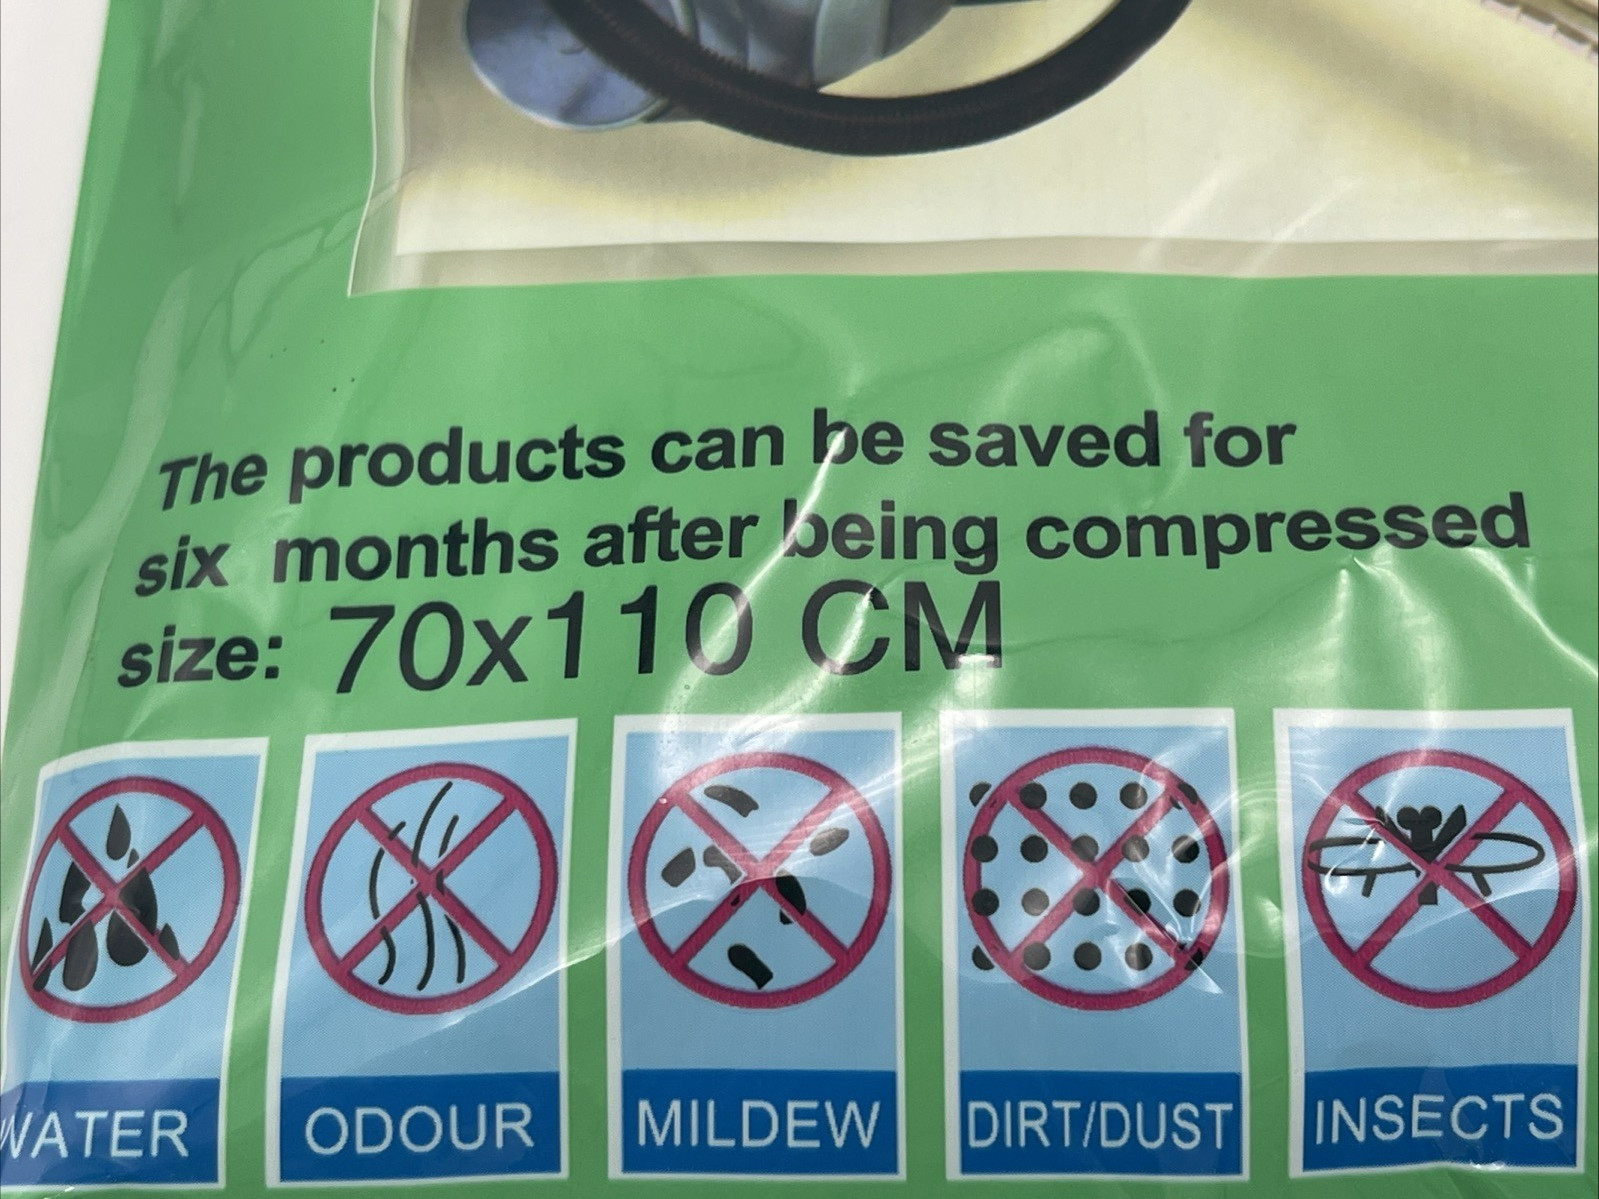 The products can be saved for
six months after being compressed
size: 70x110 CM
WATER ODOUR MILDEW DIRT/DUST INSECTS